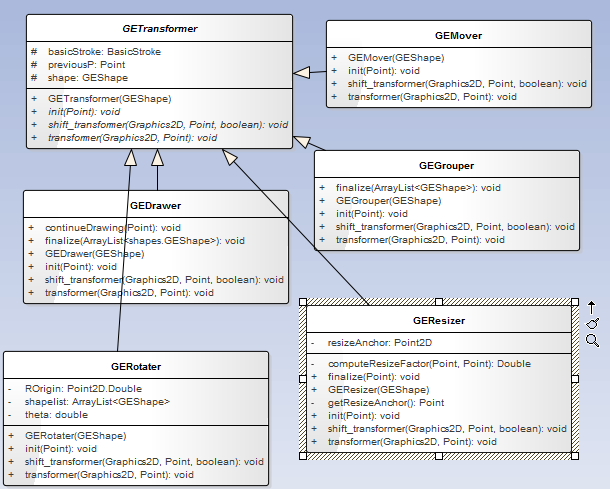 GETransformer
# basicStroke: BasicStroke
# previousP: Point
# shape: GEShape
+ GETransformer(GEShape)
+ init(Point): void
+ shift_transformer(Graphics2D, Point, boolean): void
+ transformer(Graphics2D, Point): void
GEMover
+ GEMover(GEShape)
+ init(Point): void
+ shift_transformer(Graphics2D, Point, boolean): void
+ transformer(Graphics2D, Point): void
GEGrouper
+ finalize(ArrayList<GEShape>): void
+ GEGrouper(GEShape)
+ init(Point): void
+ shift_transformer(Graphics2D, Point, boolean): void
+ transformer(Graphics2D, Point): void
GEDrawer
+ continueDrawing(Point): void
+ finalize(ArrayList<shapes.GEShape>): void
+ GEDrawer(GEShape)
+ init(Point): void
+ shift_transformer(Graphics2D, Point, boolean): void
+ transformer(Graphics2D, Point): void
GEResizer
- resizeAnchor: Point2D
- computeResizeFactor(Point, Point): Double
+ finalize(Point): void
+ GEResizer(GEShape)
- getResizeAnchor(): Point
+ init(Point): void
+ shift_transformer(Graphics2D, Point, boolean): void
+ transformer(Graphics2D, Point): void
GERotater
- ROrigin: Point2D.Double
- shapelist: ArrayList<GEShape>
- theta: double
+ GERotater(GEShape)
+ init(Point): void
+ shift_transformer(Graphics2D, Point, boolean): void
+ transformer(Graphics2D, Point): void